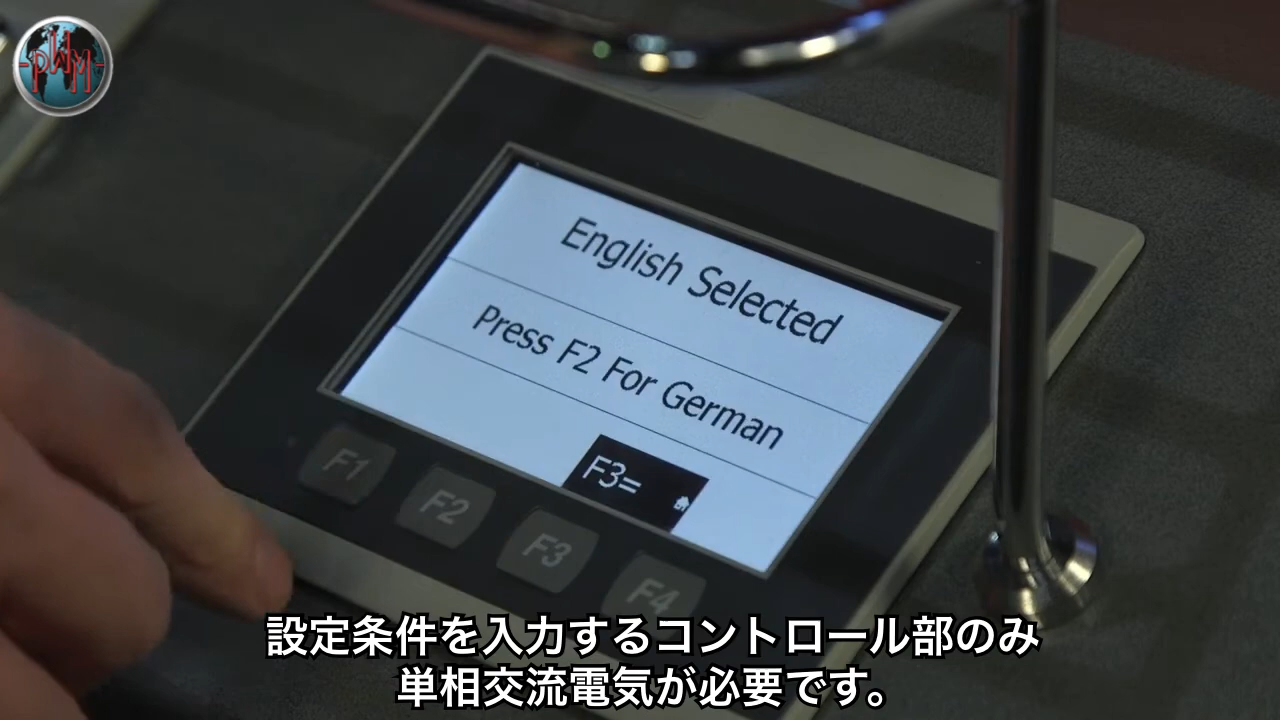 PWM
English Selected
Press F2 For German
F3=
F1
F2
F3
F4
設定条件を入力するコントロール部のみ
単相交流電気が必要です。